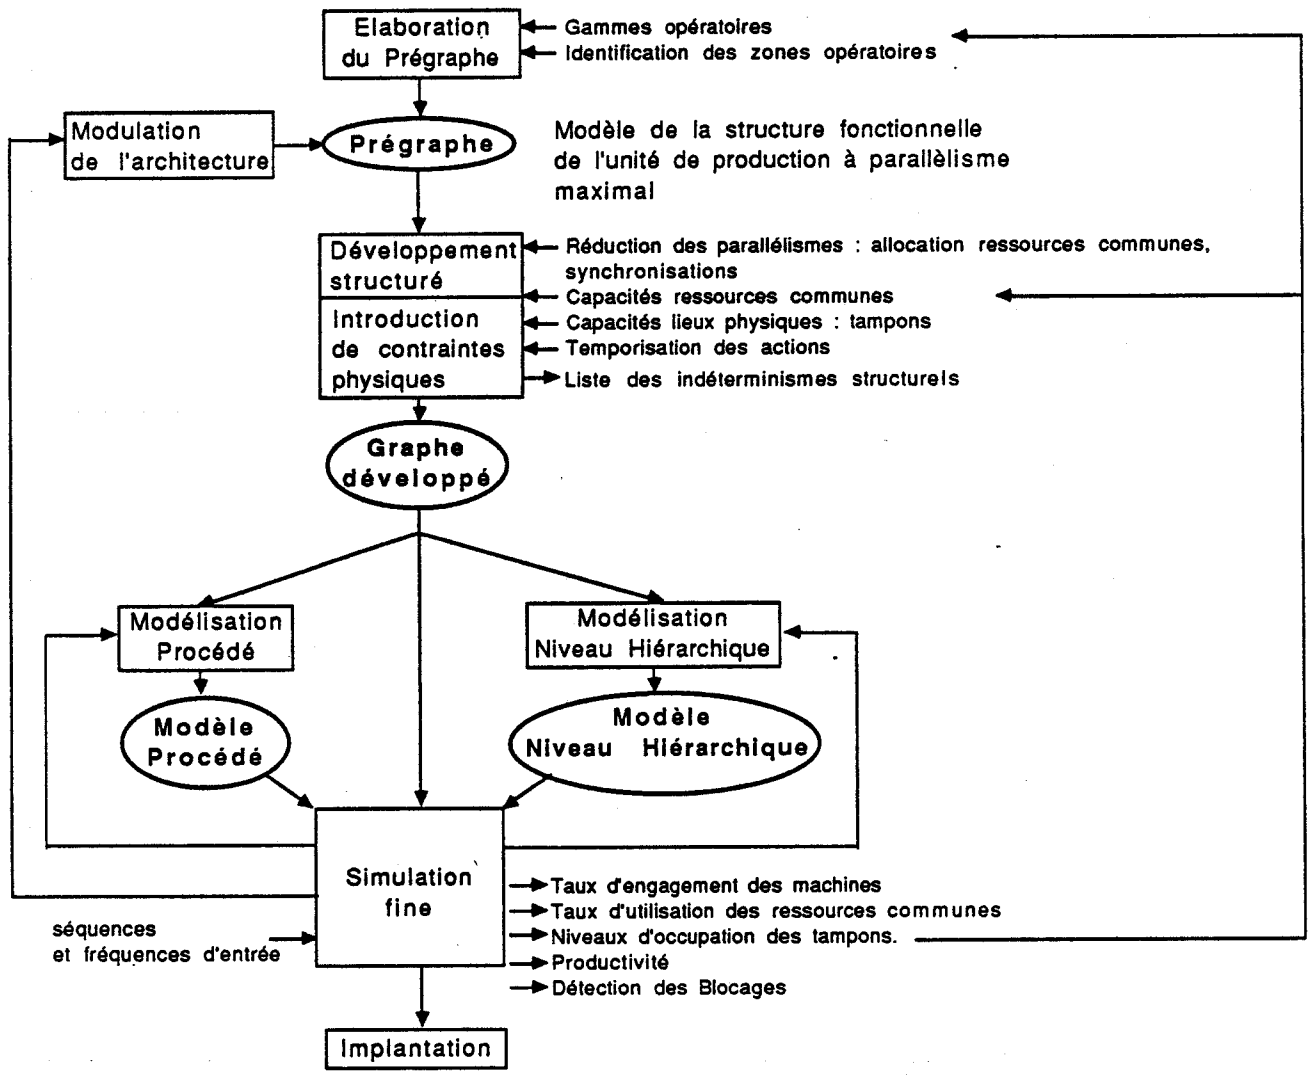 Elaboration
du Prégraphe
Gammes opératoires
Identification des zones opératoires
Modulation
de l'architecture
Prégraphe
Modèle de la structure fonctionnelle
de l'unité de production à parallèlisme
maximal
Développement
structuré
Réduction des parallélismes : allocation ressources communes,
synchronisations
Capacités ressources communes
Introduction
de contraintes
physiques
Capacités lieux physiques : tampons
Temporisation des actions
Liste des indéterminismes structurels
Graphe
développé
Modélisation
Procédé
Modélisation
Niveau Hiérarchique
Modèle
Procédé
Modèle
Niveau Hiérarchique
Simulation
fine
séquences
et fréquences d'entrée
Taux d'engagement des machines
Taux d'utilisation des ressources communes
Niveaux d'occupation des tampons.
Productivité
Détection des Blocages
Implantation